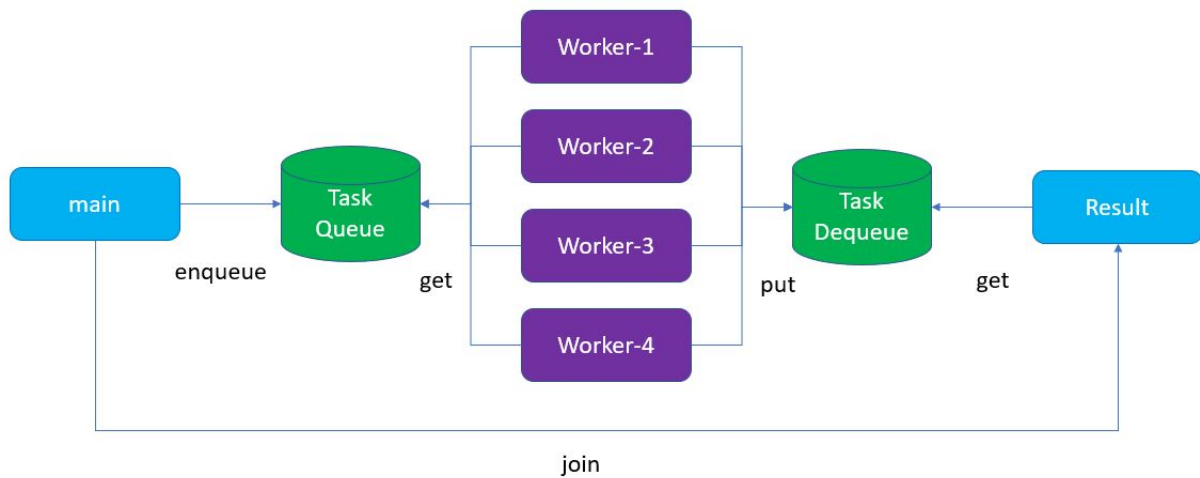 Worker-1
Worker-2
main
Task
Queue
Task
Dequeue
Result
Worker-3
enqueue
get
put
get
Worker-4
join